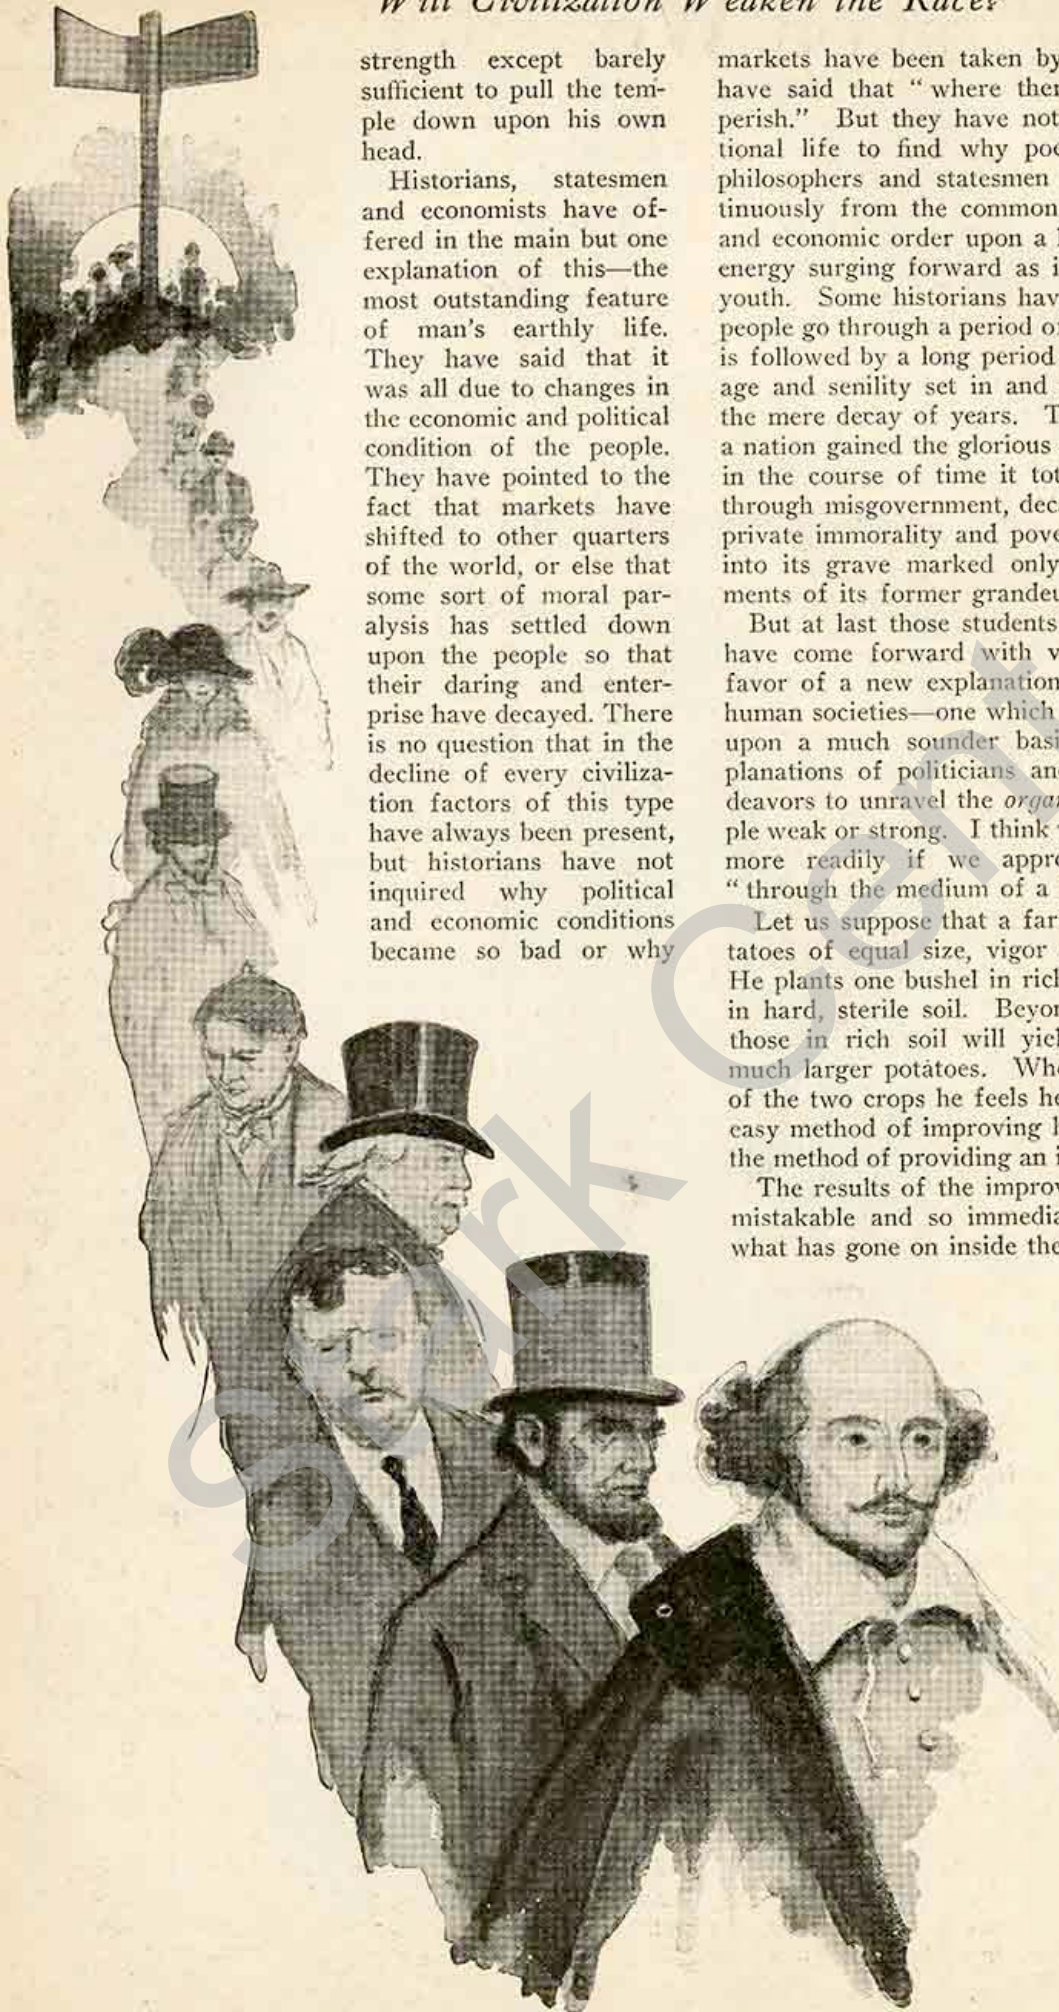 Will Civilization Weaken the Race?
strength except barely
sufficient to pull the tem-
ple down upon his own
head.
Historians, statesmen
and economists have of-
fered in the main but one
explanation of this—the
most outstanding feature
of man's earthly life.
They have said that it
was all due to changes in
the economic and political
condition of the people.
They have pointed to the
fact that markets have
shifted to other quarters
of the world, or else that
some sort of moral par-
alysis has settled down
upon the people so that
their daring and enter-
prise have decayed. There
is no question that in the
decline of every civiliza-
tion factors of this type
have always been present,
but historians have not
inquired why political
and economic conditions
became so bad or why
markets have been taken by
have said that "where ther
perish." But they have not
tional life to find why poe
philosophers and statesmen
tinuously from the common
and economic order upon a
energy surging forward as i
youth. Some historians hav
people go through a period o
is followed by a long period
age and senility set in and
the mere decay of years. T
a nation gained the glorious
in the course of time it tot
through misgovernment, dec
private immorality and pove
into its grave marked only
ments of its former grandeu
But at last those students
have come forward with v
favor of a new explanation
human societies—one which
upon a much sounder basi
planations of politicians an
deavors to unravel the orga
ple weak or strong. I think
more readily if we appre
"through the medium of a
Let us suppose that a far
tatoes of equal size, vigor
He plants one bushel in rich
in hard, sterile soil. Beyon
those in rich soil will yiel
much larger potatoes. Whe
of the two crops he feels he
easy method of improving
the method of providing an i
The results of the improv
mistakable and so immedia
what has gone on inside the
Stark Cent